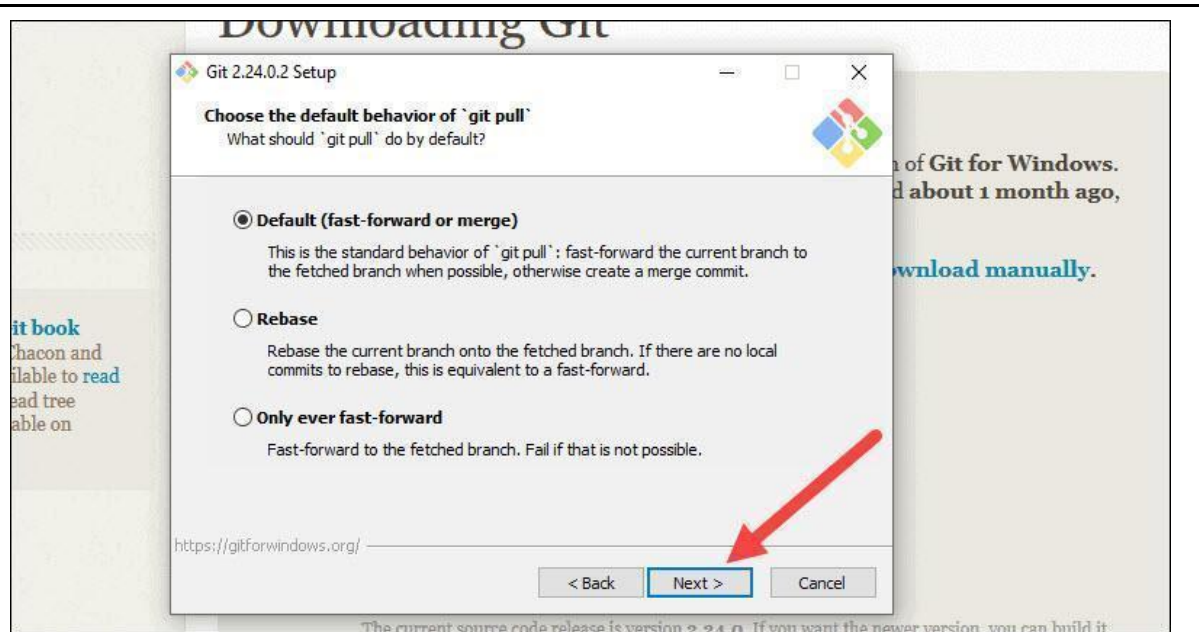 Downloading Git
Git 2.24.0.2 Setup
Choose the default behavior of `git pull`
What should `git pull` do by default?
Default (fast-forward or merge)
This is the standard behavior of `git pull`: fast-forward the current branch to
the fetched branch when possible, otherwise create a merge commit.
Rebase
Rebase the current branch onto the fetched branch. If there are no local
commits to rebase, this is equivalent to a fast-forward.
Only ever fast-forward
Fast-forward to the fetched branch. Fail if that is not possible.
https://gitforwindows.org/
< Back
Next >
Cancel
of Git for Windows.
about 1 month ago,
download manually.
it book
Chacon and
to read
tree
on
The current source code release is version 2.24.0. If you want the newer version, you can build it